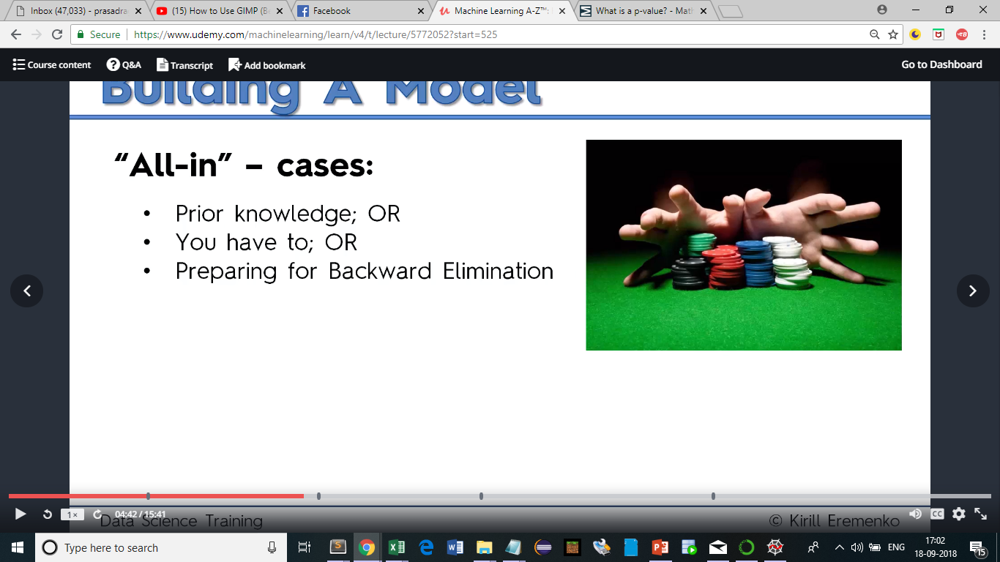 Inbox (47,033) - prasadra
(15) How to Use GIMP (Be
Facebook
Machine Learning A-Z™:
What is a p-value? - Mat
Secure
https://www.udemy.com/machinelearning/learn/v4/t/lecture/5772052?start=525
Course content
Q&A
Transcript
Add bookmark
Go to Dashboard
Building A Model
“All-in” – cases:
• Prior knowledge; OR
• You have to; OR
• Preparing for Backward Elimination
1×
04:42 / 15:41
CC
Data Science Training
© Kirill Eremenko
Type here to search
ENG
17:02
18-09-2018
15